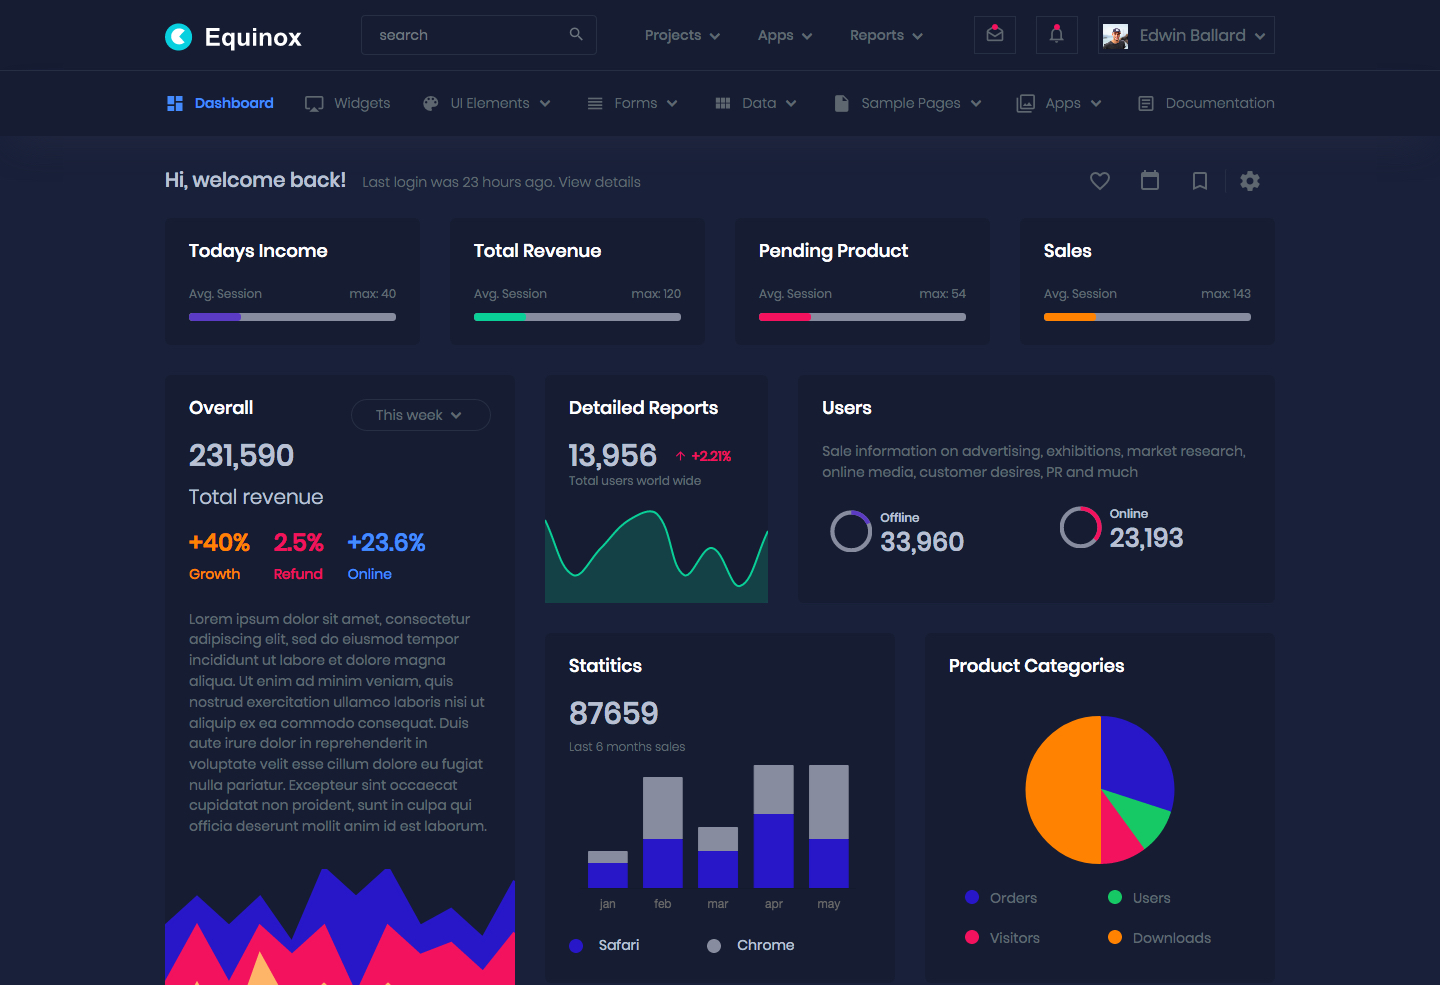 Equinox
search
Projects
Apps
Reports
Edwin Ballard
Dashboard
Widgets
UI Elements
Forms
Data
Sample Pages
Apps
Documentation
Hi, welcome back!
Last login was 23 hours ago. View details
Todays Income
Avg. Session
max: 40
Total Revenue
Avg. Session
max: 120
Pending Product
Avg. Session
max: 54
Sales
Avg. Session
max: 143
Overall
This week
231,590
Total revenue
+40%
2.5%
+23.6%
Growth
Refund
Online
Lorem ipsum dolor sit amet, consectetur
adipiscing elit, sed do eiusmod tempor
incididunt ut labore et dolore magna
aliqua. Ut enim ad minim veniam, quis
nostrud exercitation ullamco laboris nisi ut
aliquip ex ea commodo consequat. Duis
aute irure dolor in reprehenderit in
voluptate velit esse cillum dolore eu fugiat
nulla pariatur. Excepteur sint occaecat
cupidatat non proident, sunt in culpa qui
officia deserunt mollit anim id est laborum.
Detailed Reports
13,956
+2.21%
Total users world wide
Users
Sale information on advertising, exhibitions, market research,
online media, customer desires, PR and much
Offline
33,960
Online
23,193
Statitics
87659
Last 6 months sales
jan
feb
mar
apr
may
Safari
Chrome
Product Categories
Orders
Users
Visitors
Downloads